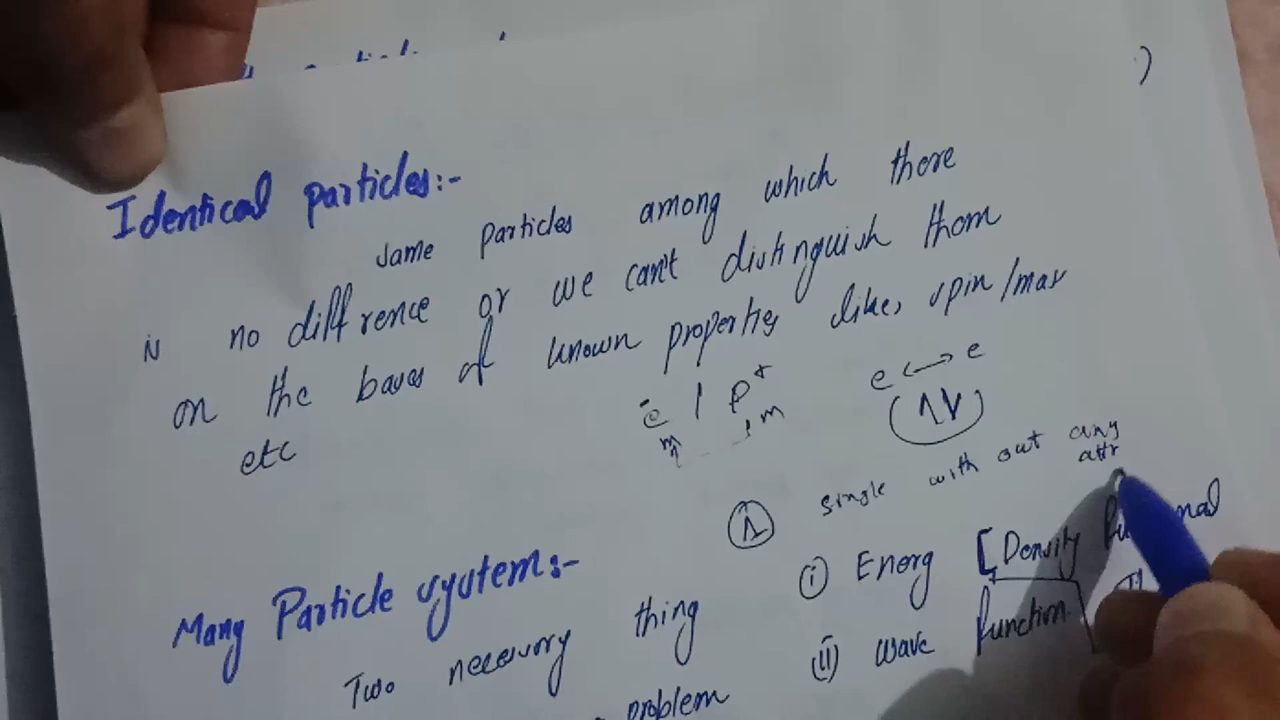 Identical particles:-
same particles among which there
is no diffrence or we can't distinguish them
on the bases of known properties like, spin/mas
etc
e⁻ | p⁺ e ⟷ e
m m
single with out any
attr
Many Particle system:-
(i) Energ [Density
Two necessory thing
(ii) wave function
problem